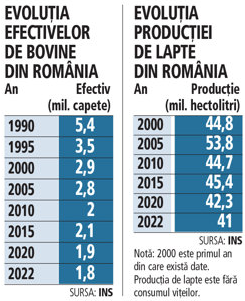 EVOLUȚIA
EFECTIVELOR
DE BOVINE
DIN ROMÂNIA
An Efectiv
(mil. capete)
1990 5,4
1995 3,5
2000 2,9
2005 2,8
2010 2
2015 2,1
2020 1,9
2022 1,8
SURSA: INS
EVOLUȚIA
PRODUCȚIEI
DE LAPTE
DIN ROMÂNIA
An Producție
(mil. hectolitri)
2000 44,8
2005 53,8
2010 44,7
2015 45,4
2020 42,3
2022 41
SURSA: INS
Notă: 2000 este primul an
din care există date.
Producția de lapte este fără
consumul vițeilor.